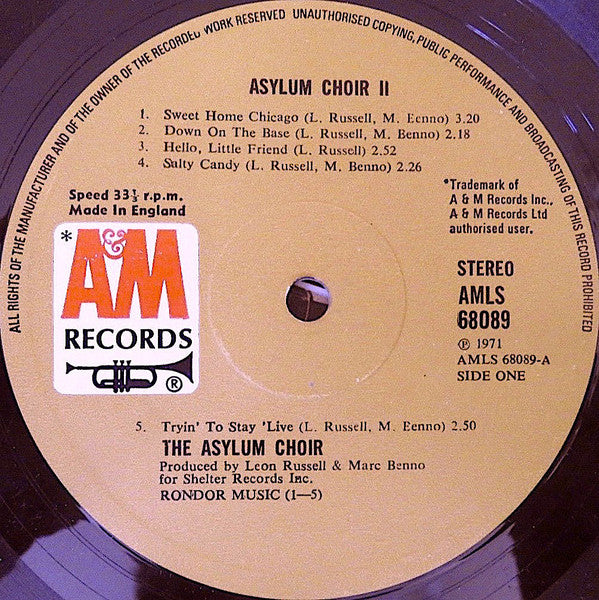 ALL RIGHTS OF THE MANUFACTURER AND OF THE OWNER OF THE RECORDED WORK RESERVED UNAUTHORISED COPYING, PUBLIC PERFORMANCE AND BROADCASTING OF THIS RECORD PROHIBITED
ASYLUM CHOIR II
1. Sweet Home Chicago (L. Russell, M. Eenno) 3.20
2. Down On The Base (L. Russell, M. Benno) 2.18
3. Hello, Little Friend (L. Russell) 2.52
4. Salty Candy (L. Russell, M. Benno) 2.26
Speed 33⅓ r.p.m.
Made In England
*Trademark of
A & M Records Inc.,
A & M Records Ltd
authorised user.
* A&M
RECORDS
®
STEREO
AMLS
68089
℗ 1971
AMLS 68089-A
SIDE ONE
5. Tryin' To Stay 'Live (L. Russell, M. Eenno) 2.50
THE ASYLUM CHOIR
Produced by Leon Russell & Marc Benno
for Shelter Records Inc.
RONDOR MUSIC (1—5)